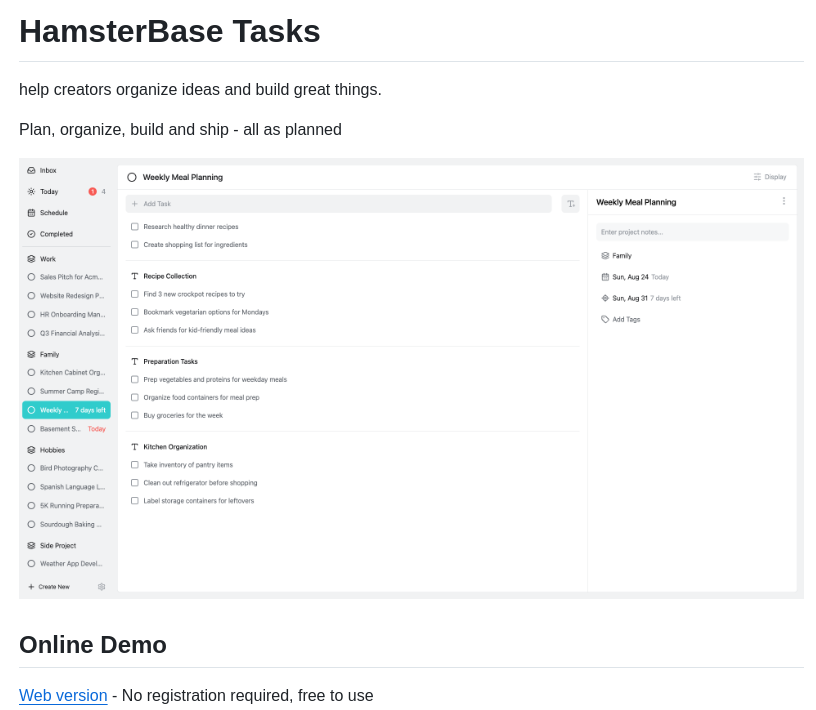 HamsterBase Tasks
help creators organize ideas and build great things.
Plan, organize, build and ship - all as planned
Inbox
Today 1 4
Schedule
Completed
Work
Sales Pitch for Acm...
Website Redesign P...
HR Onboarding Man...
Q3 Financial Analysi...
Family
Kitchen Cabinet Org...
Summer Camp Regi...
Weekly ... 7 days left
Basement S... Today
Hobbies
Bird Photography C...
Spanish Language L...
5K Running Prepara...
Sourdough Baking ...
Side Project
Weather App Devel...
Create New
Weekly Meal Planning
Display
Add Task
Research healthy dinner recipes
Create shopping list for ingredients
Recipe Collection
Find 3 new crockpot recipes to try
Bookmark vegetarian options for Mondays
Ask friends for kid-friendly meal ideas
Preparation Tasks
Prep vegetables and proteins for weekday meals
Organize food containers for meal prep
Buy groceries for the week
Kitchen Organization
Take inventory of pantry items
Clean out refrigerator before shopping
Label storage containers for leftovers
Weekly Meal Planning
Enter project notes...
Family
Sun, Aug 24 Today
Sun, Aug 31 7 days left
Add Tags
Online Demo
Web version - No registration required, free to use